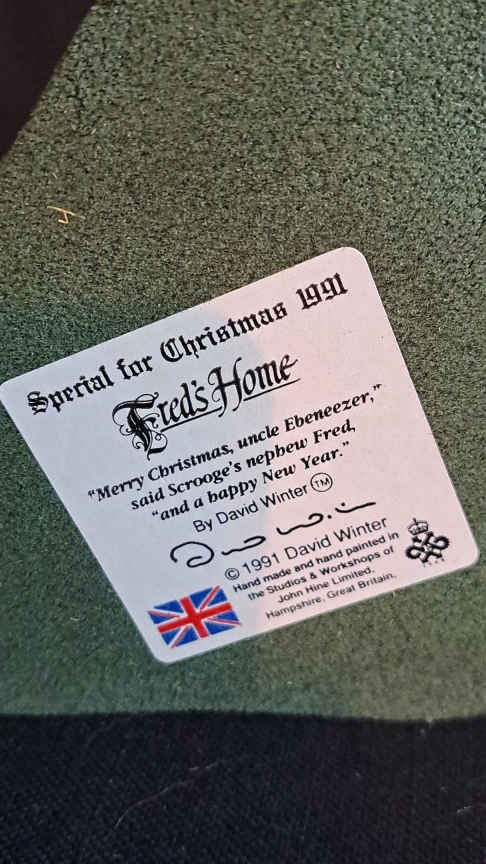 Special for Christmas 1991
Fred's Home
"Merry Christmas, uncle Ebeneezer,"
said Scrooge's nephew Fred,
"and a happy New Year."
By David Winter TM
© 1991 David Winter
Hand made and hand painted in
the Studios & Workshops of
John Hine Limited,
Hampshire, Great Britain.